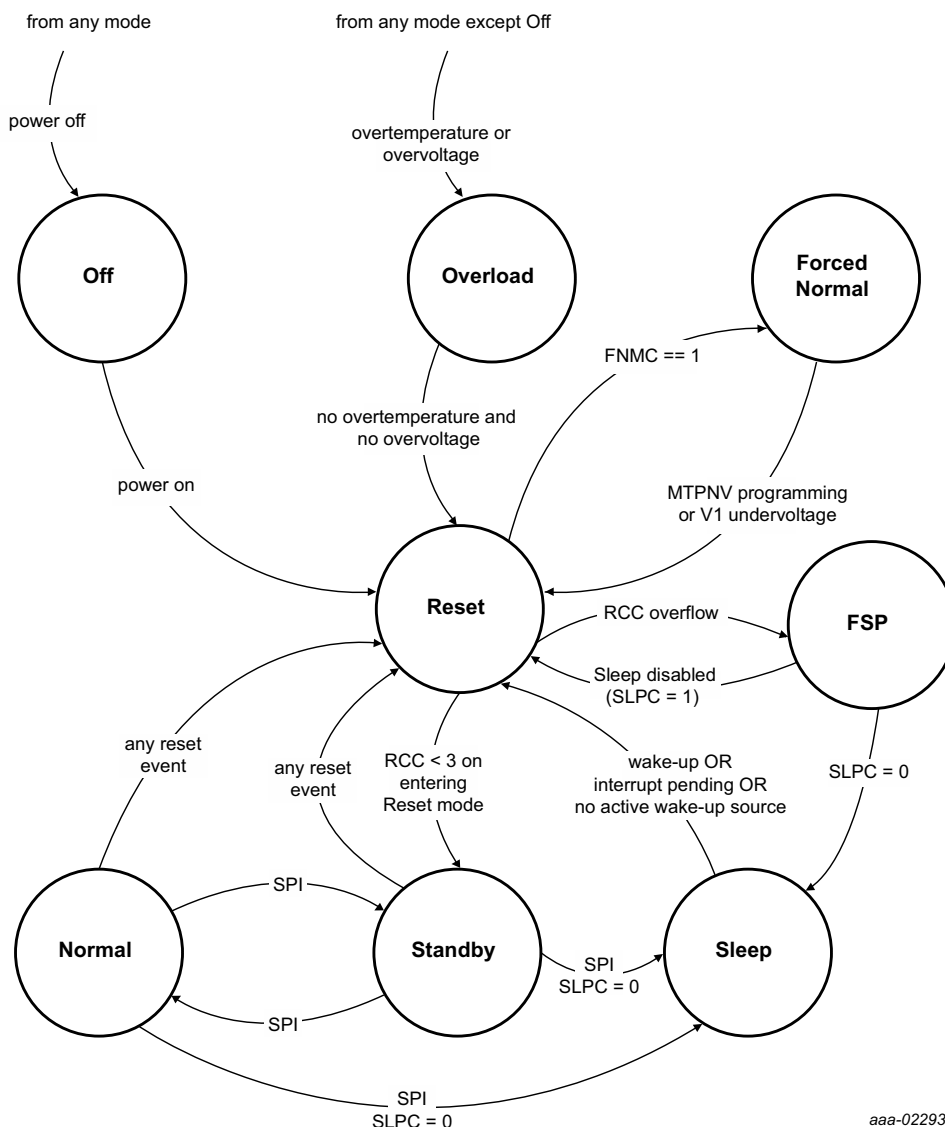 from any mode
from any mode except Off
power off
overtemperature or
overvoltage
Off
Overload
Forced
Normal
FNMC == 1
no overtemperature and
no overvoltage
power on
MTPNV programming
or V1 undervoltage
Reset
RCC overflow
FSP
Sleep disabled
(SLPC = 1)
any reset
event
any reset
event
RCC < 3 on
entering
Reset mode
wake-up OR
interrupt pending OR
no active wake-up source
SLPC = 0
SPI
Normal
Standby
Sleep
SPI
SLPC = 0
SPI
SPI
SLPC = 0
aaa-02293